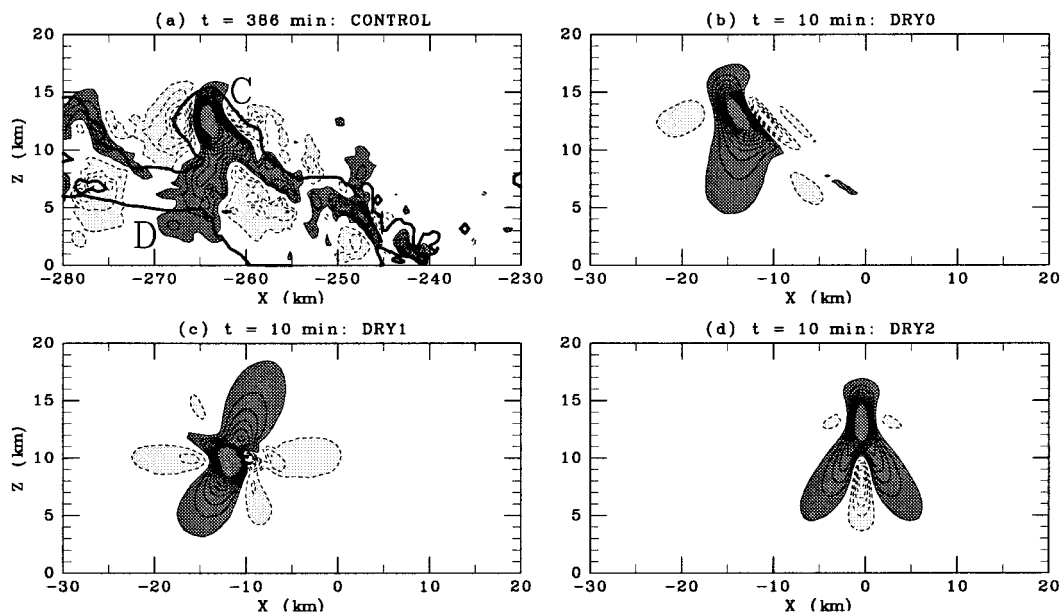 (a) t = 386 min: CONTROL
20
15
10
5
0
Z (km)
C
D
-280 -270 -260 -250 -240 -230
X (km)
(b) t = 10 min: DRY0
20
15
10
5
0
Z (km)
-30 -20 -10 0 10 20
X (km)
(c) t = 10 min: DRY1
20
15
10
5
0
Z (km)
-30 -20 -10 0 10 20
X (km)
(d) t = 10 min: DRY2
20
15
10
5
0
Z (km)
-30 -20 -10 0 10 20
X (km)